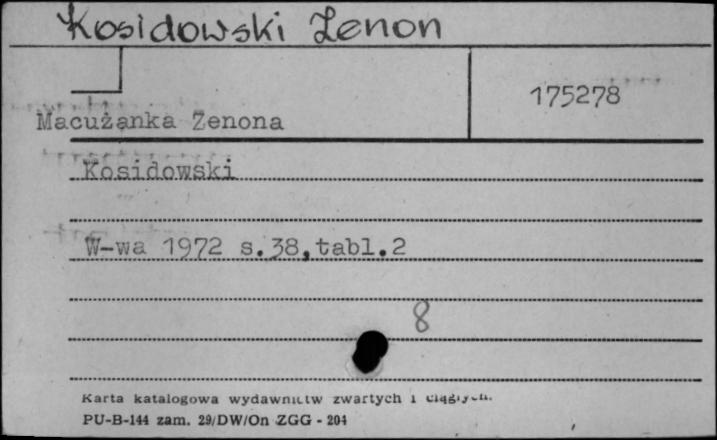 Kosidowski Zenon
175278
Macużanka Zenona
Kosidowski
W-wa 1972 s.38,tabl.2
8
Karta katalogowa wydawnictw zwartych i ciągłych.
PU-B-144 zam. 29/DW/On ZGG - 204